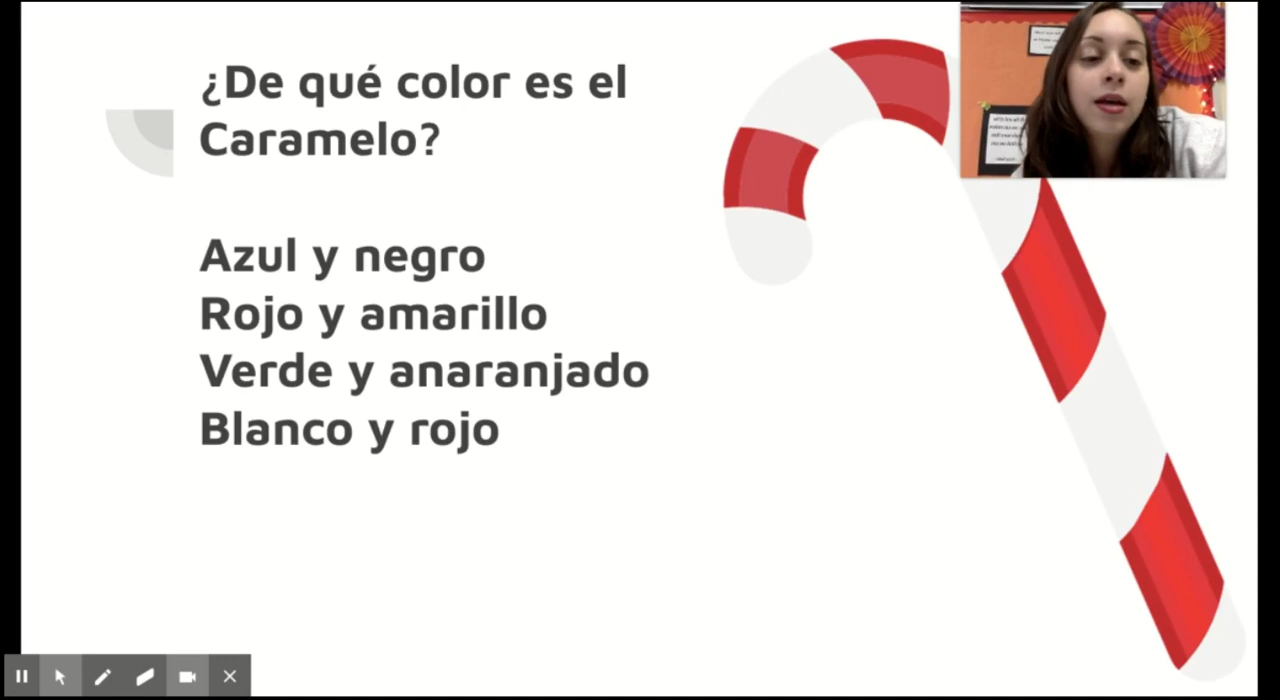 ¿De qué color es el
Caramelo?
Azul y negro
Rojo y amarillo
Verde y anaranjado
Blanco y rojo